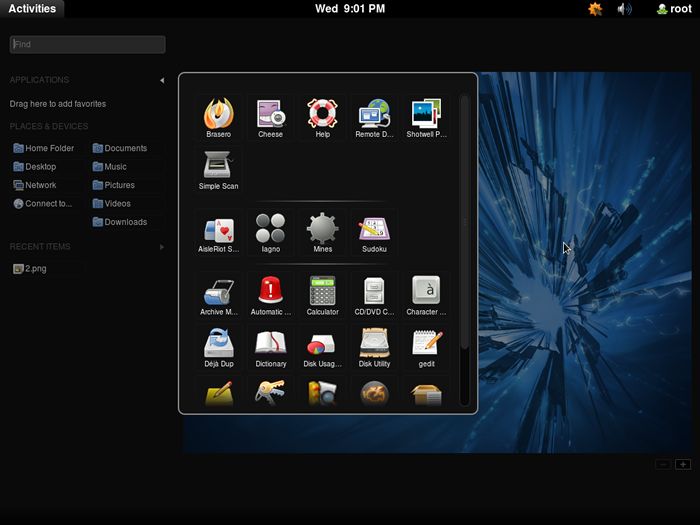 Activities
Wed 9:01 PM
root
Find
APPLICATIONS
Drag here to add favorites
PLACES & DEVICES
Home Folder
Documents
Desktop
Music
Network
Pictures
Connect to...
Videos
Downloads
RECENT ITEMS
2.png
Brasero
Cheese
Help
Remote D...
Shotwell P...
Simple Scan
AisleRiot S...
Iagno
Mines
Sudoku
Archive M...
Automatic ...
Calculator
CD/DVD C...
Character ...
Déjà Dup
Dictionary
Disk Usag...
Disk Utility
gedit